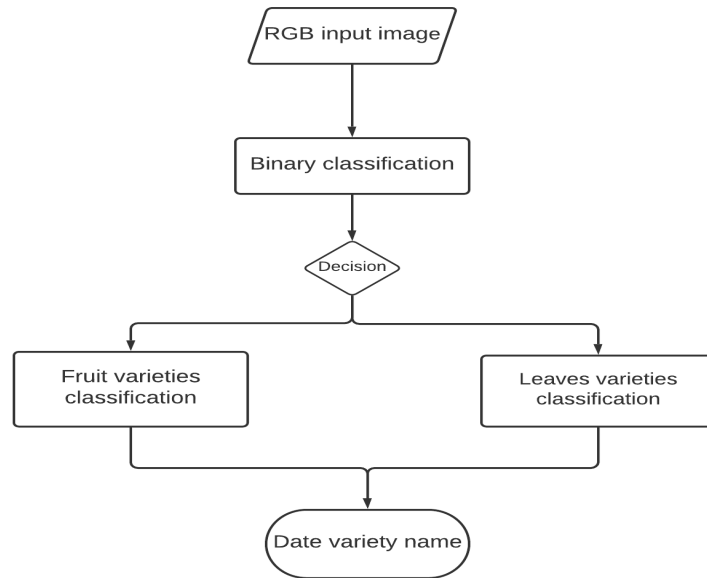 RGB input image
Binary classification
Decision
Fruit varieties
classification
Leaves varieties
classification
Date variety name